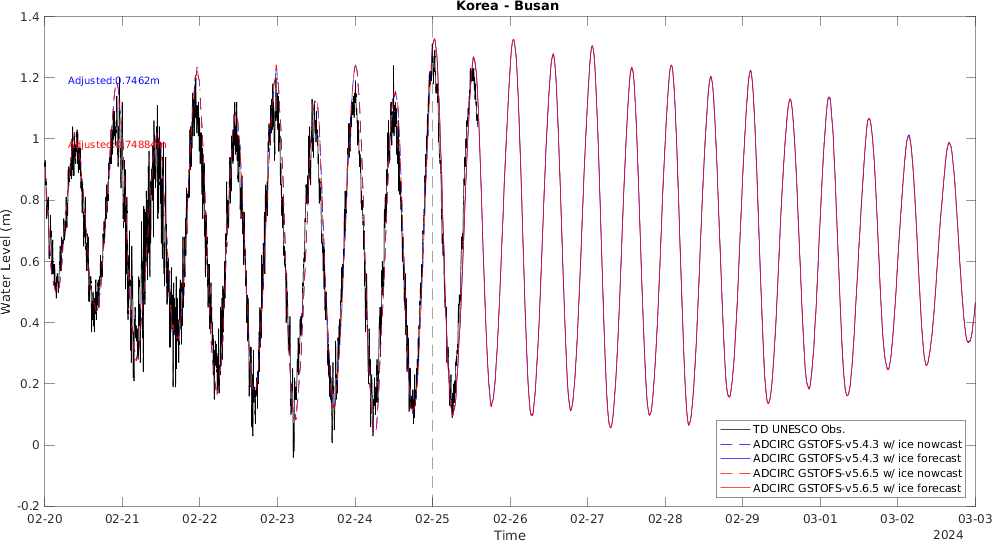 Korea - Busan
1.4
1.2
1
0.8
0.6
0.4
0.2
0
-0.2
Water Level (m)
Adjusted:0.7462m
Adjusted:0.74884m
TD UNESCO Obs.
ADCIRC GSTOFS-v5.4.3 w/ ice nowcast
ADCIRC GSTOFS-v5.4.3 w/ ice forecast
ADCIRC GSTOFS-v5.6.5 w/ ice nowcast
ADCIRC GSTOFS-v5.6.5 w/ ice forecast
02-20 02-21 02-22 02-23 02-24 02-25 02-26 02-27 02-28 02-29 03-01 03-02 03-03
Time
2024